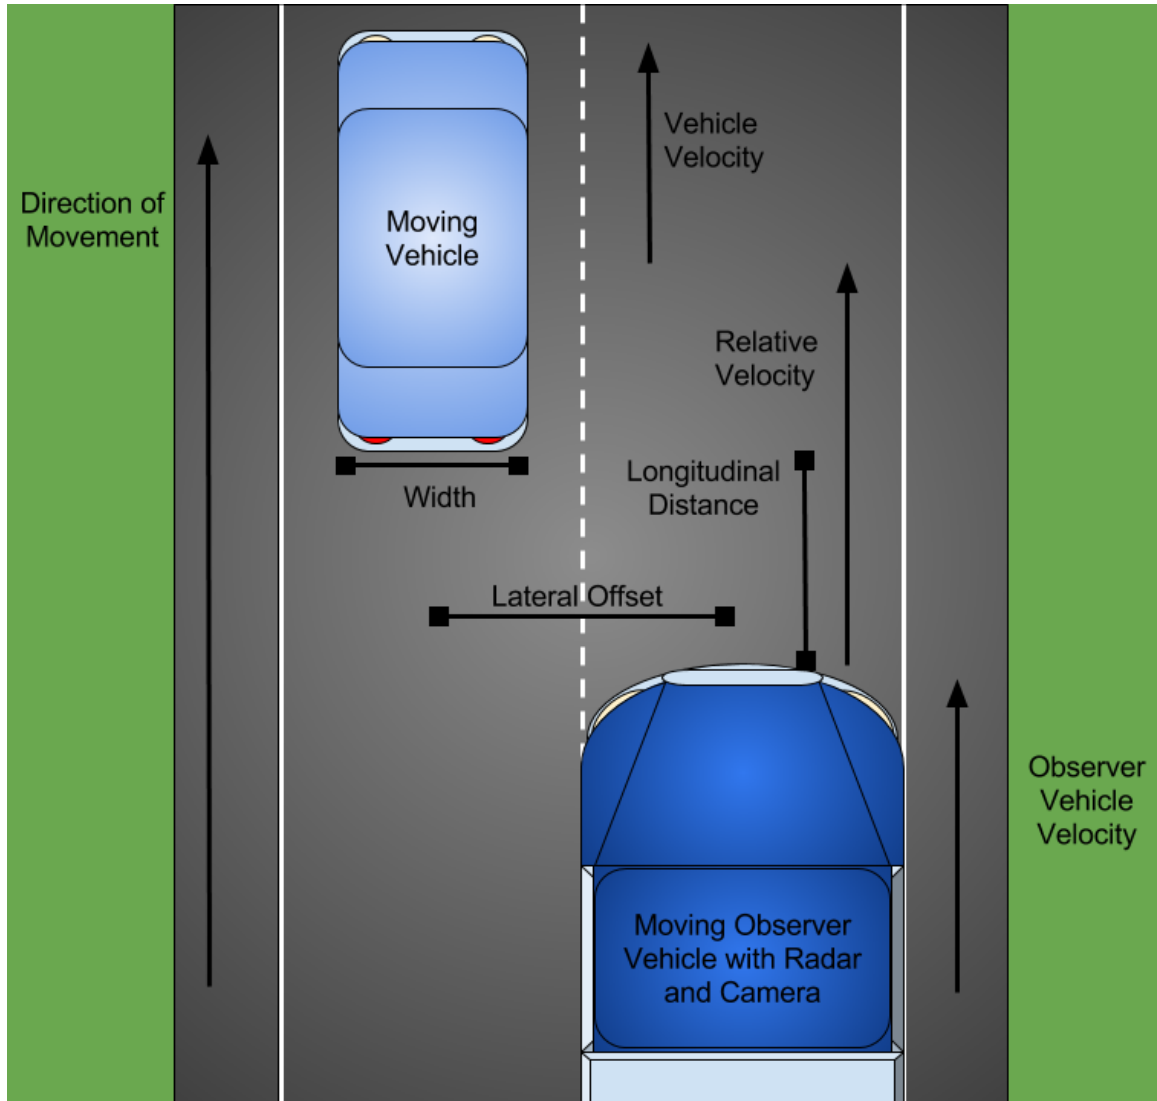 Vehicle
Velocity
Direction of
Movement
Moving
Vehicle
Relative
Velocity
Longitudinal
Distance
Width
Lateral Offset
Observer
Vehicle
Velocity
Moving Observer
Vehicle with Radar
and Camera